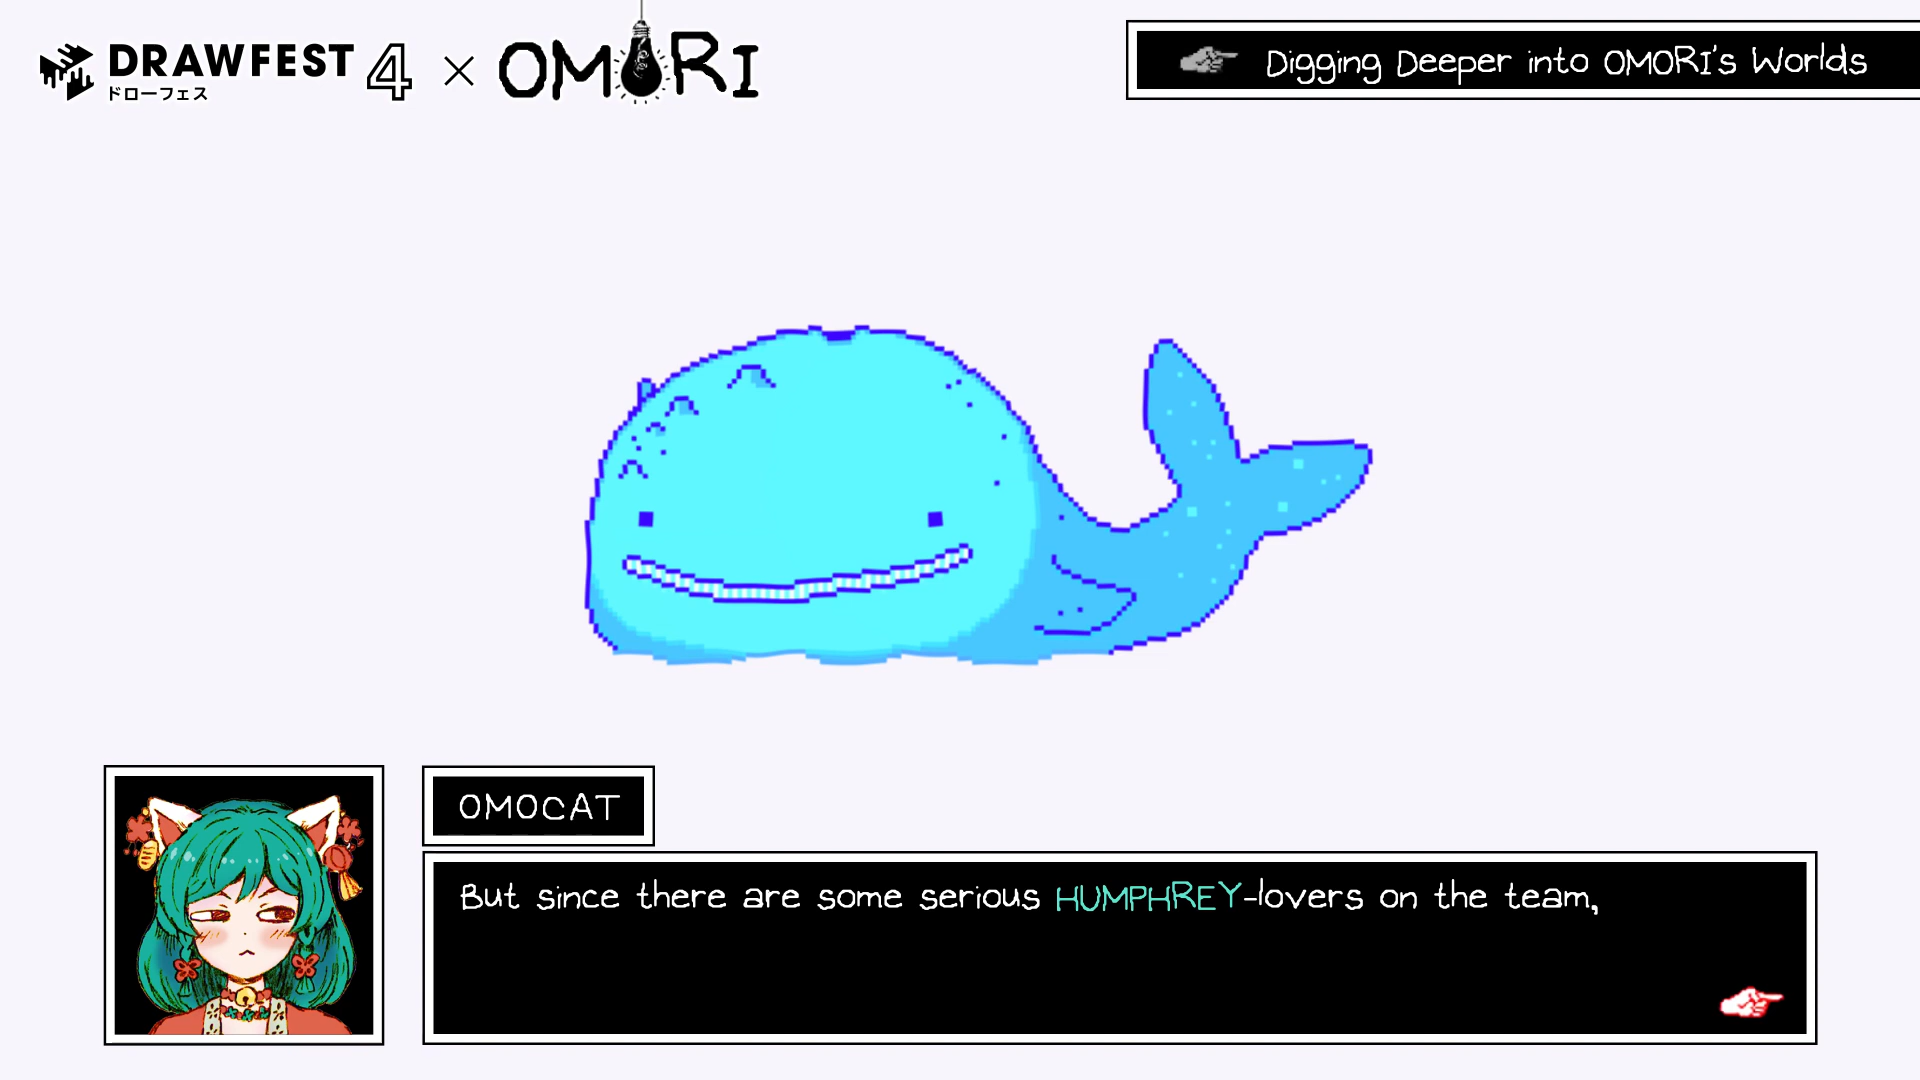 DRAWFEST 4 × OMORI
ドローフェス
Digging Deeper into OMORI's Worlds
OMOCAT
But since there are some serious HUMPHREY-lovers on the team,